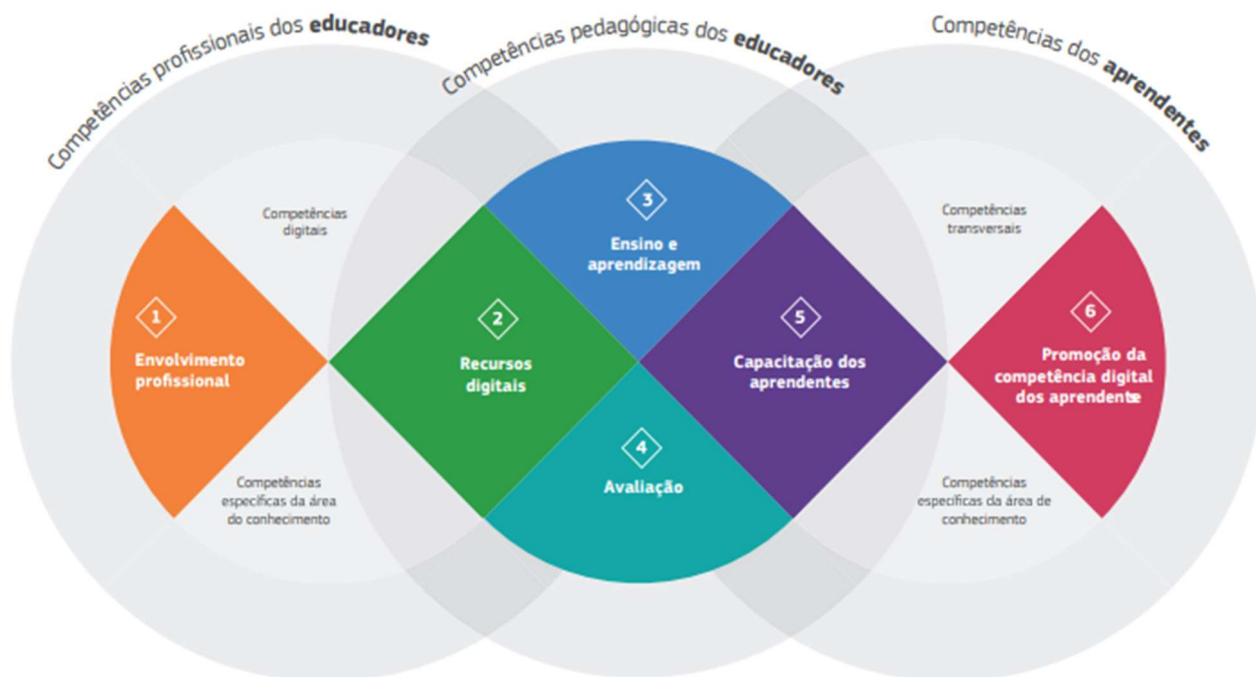 Competências profissionais dos educadores
Competências pedagógicas dos educadores
Competências dos aprendentes
Competências
digitais
1
Envolvimento
profissional
Competências
específicas da área
do conhecimento
2
Recursos
digitais
3
Ensino e
aprendizagem
4
Avaliação
5
Capacitação dos
aprendentes
Competências
transversais
6
Promoção da
competência digital
dos aprendentes
Competências
específicas da área de
conhecimento